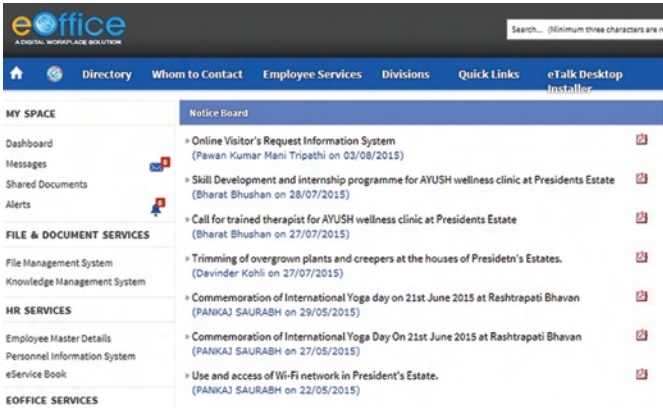 eOffice
A DIGITAL WORKPLACE SOLUTION
Search... (Minimum three characters are
Directory Whom to Contact Employee Services Divisions Quick Links eTalk Desktop
Installer
MY SPACE
Dashboard
Messages
Shared Documents
Alerts
FILE & DOCUMENT SERVICES
File Management System
Knowledge Management System
HR SERVICES
Employee Master Details
Personnel Information System
eService Book
EOFFICE SERVICES
Notice Board
» Online Visitor's Request Information System
(Pawan Kumar Mani Tripathi on 03/08/2015)
» Skill Development and internship programme for AYUSH wellness clinic at Presidents Estate
(Bharat Bhushan on 28/07/2015)
» Call for trained therapist for AYUSH wellness clinic at Presidents Estate
(Bharat Bhushan on 27/07/2015)
» Trimming of overgrown plants and creepers at the houses of Presidetn's Estates.
(Davinder Kohli on 27/07/2015)
» Commemoration of International Yoga day on 21st June 2015 at Rashtrapati Bhavan
(PANKAJ SAURABH on 29/05/2015)
» Commemoration of International Yoga Day On 21st June 2015 at Rashtrapati Bhavan
(PANKAJ SAURABH on 27/05/2015)
» Use and access of Wi-Fi network in President's Estate.
(PANKAJ SAURABH on 22/05/2015)